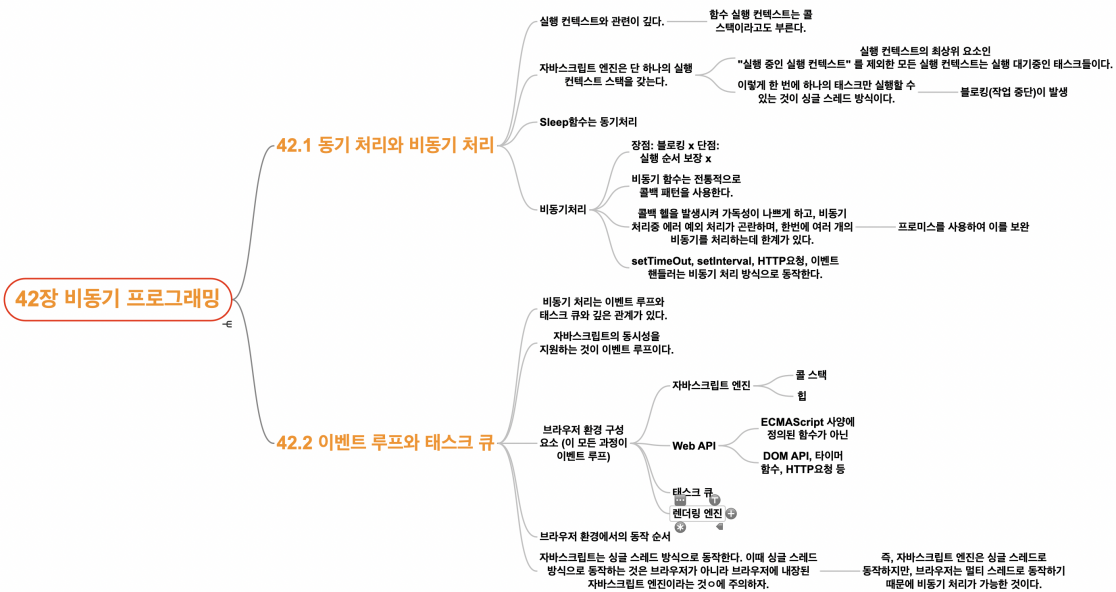 42장 비동기 프로그래밍
42.1 동기 처리와 비동기 처리
실행 컨텍스트와 관련이 깊다.
함수 실행 컨텍스트는 콜
스택이라고도 부른다.
자바스크립트 엔진은 단 하나의 실행
컨텍스트 스택을 갖는다.
실행 컨텍스트의 최상위 요소인
"실행 중인 실행 컨텍스트" 를 제외한 모든 실행 컨텍스트는 실행 대기중인 태스크들이다.
이렇게 한 번에 하나의 태스크만 실행할 수
있는 것이 싱글 스레드 방식이다.
블로킹(작업 중단)이 발생
Sleep함수는 동기처리
비동기처리
장점: 블로킹 x 단점:
실행 순서 보장 x
비동기 함수는 전통적으로
콜백 패턴을 사용한다.
콜백 헬을 발생시켜 가독성이 나쁘게 하고, 비동기
처리중 에러 예외 처리가 곤란하며, 한번에 여러 개의
비동기를 처리하는데 한계가 있다.
프로미스를 사용하여 이를 보완
setTimeOut, setInterval, HTTP요청, 이벤트
핸들러는 비동기 처리 방식으로 동작한다.
42.2 이벤트 루프와 태스크 큐
비동기 처리는 이벤트 루프와
태스크 큐와 깊은 관계가 있다.
자바스크립트의 동시성을
지원하는 것이 이벤트 루프이다.
브라우저 환경 구성
요소 (이 모든 과정이
이벤트 루프)
자바스크립트 엔진
콜 스택
힙
Web API
ECMAScript 사양에
정의된 함수가 아닌
DOM API, 타이머
함수, HTTP요청 등
태스크 큐
렌더링 엔진
브라우저 환경에서의 동작 순서
자바스크립트는 싱글 스레드 방식으로 동작한다. 이때 싱글 스레드
방식으로 동작하는 것은 브라우저가 아니라 브라우저에 내장된
자바스크립트 엔진이라는 것ㅇ에 주의하자.
즉, 자바스크립트 엔진은 싱글 스레드로
동작하지만, 브라우저는 멀티 스레드로 동작하기
때문에 비동기 처리가 가능한 것이다.